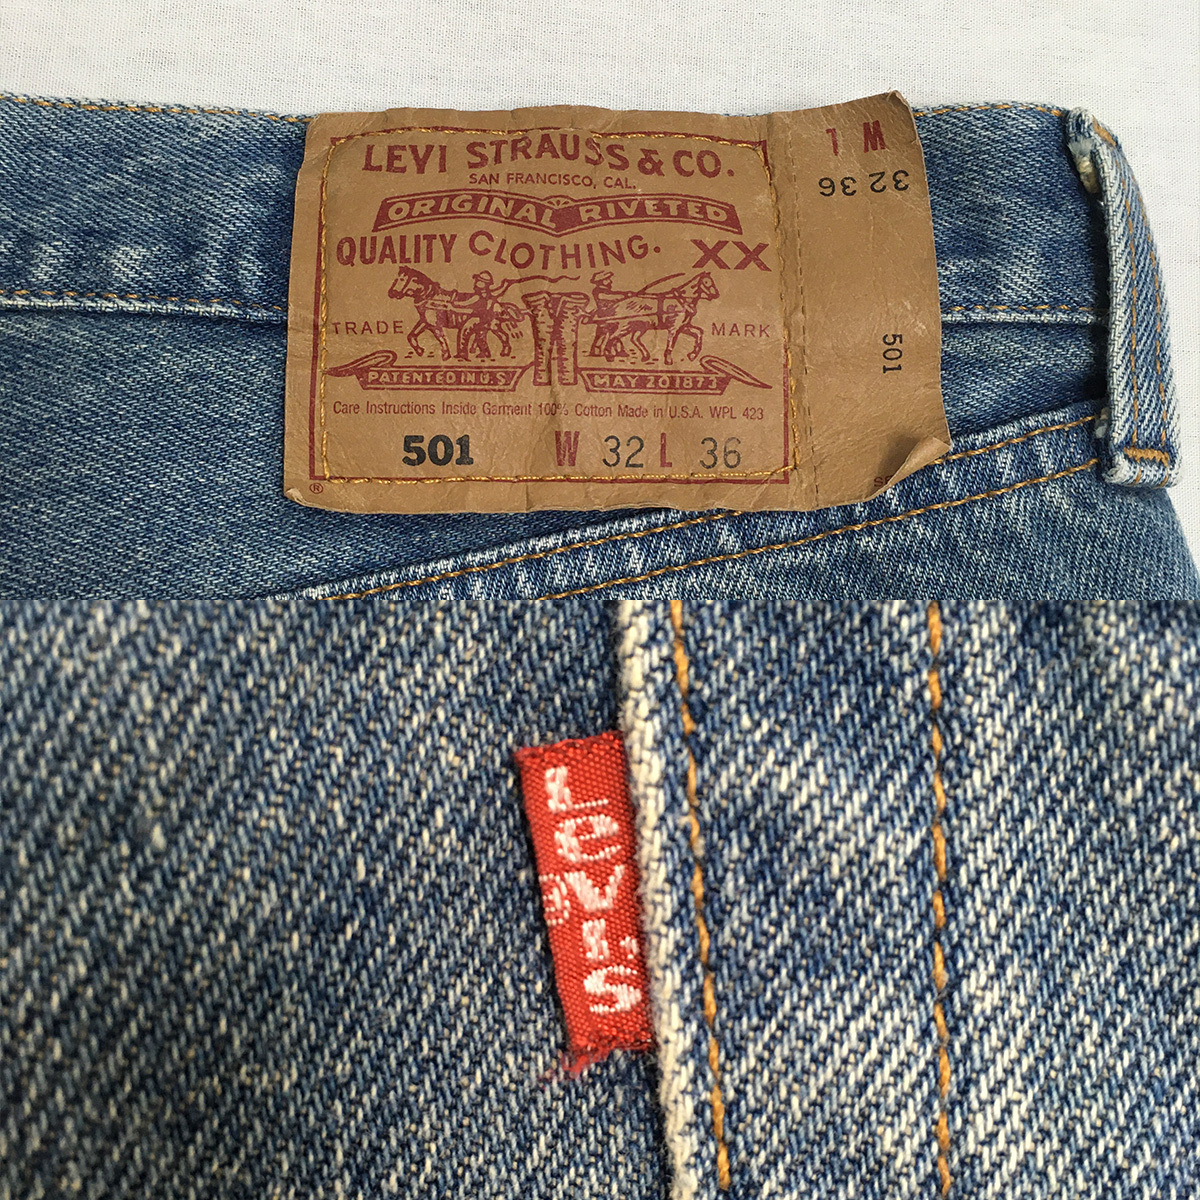 LEVI STRAUSS & CO.
SAN FRANCISCO, CAL.
ORIGINAL RIVETED
QUALITY CLOTHING. XX
TRADE MARK
PATENTED IN U.S. MAY 20 1873
Care Instructions Inside Garment 100% Cotton Made in U.S.A. WPL 423
501 W 32 L 36
®
W L
32 36
501
Levi's
®